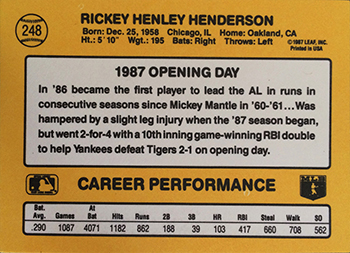 248
RICKEY HENLEY HENDERSON
Born: Dec. 25, 1958 Chicago, IL Home: Oakland, CA
Ht.: 5' 10" Wgt.: 195 Bats: Right Throws: Left
©1987 LEAF, INC.
Printed in USA
1987 OPENING DAY
In '86 became the first player to lead the AL in runs in
consecutive seasons since Mickey Mantle in '60-'61... Was
hampered by a slight leg injury when the '87 season began,
but went 2-for-4 with a 10th inning game-winning RBI double
to help Yankees defeat Tigers 2-1 on opening day.
CAREER PERFORMANCE
Bat. Avg. Games At Bat Hits Runs 2B 3B HR RBI Steal Walk SO
.290 1087 4071 1182 862 188 39 103 417 660 708 562